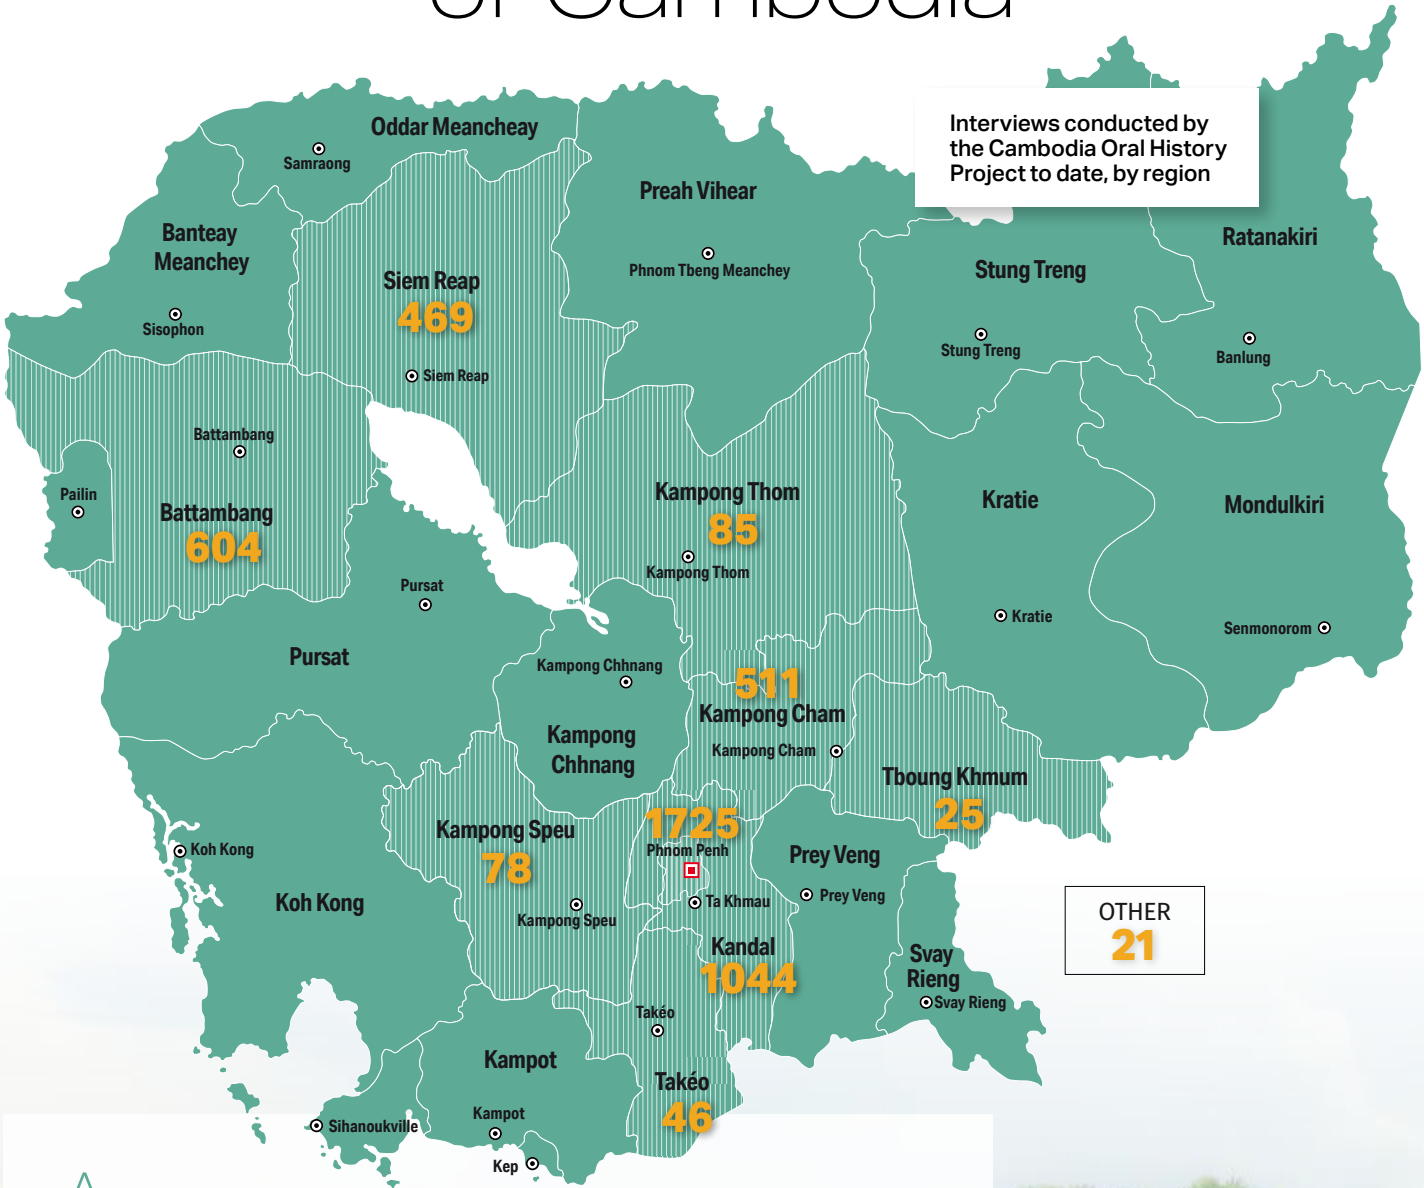 of Cambodia
Interviews conducted by
the Cambodia Oral History
Project to date, by region
Oddar Meancheay
Samraong
Preah Vihear
Phnom Tbeng Meanchey
Banteay
Meanchey
Sisophon
Siem Reap
469
Siem Reap
Stung Treng
Stung Treng
Ratanakiri
Banlung
Battambang
Battambang
604
Pailin
Kampong Thom
85
Kampong Thom
Kratie
Kratie
Mondulkiri
Senmonorom
Pursat
Pursat
Kampong Chhnang
Kampong
Chhnang
511
Kampong Cham
Kampong Cham
Tboung Khmum
25
Kampong Speu
78
Kampong Speu
1725
Phnom Penh
Ta Khmau
Kandal
1044
Prey Veng
Prey Veng
Koh Kong
Koh Kong
Svay
Rieng
Svay Rieng
OTHER
21
Takéo
Takéo
46
Kampot
Kampot
Kep
Sihanoukville